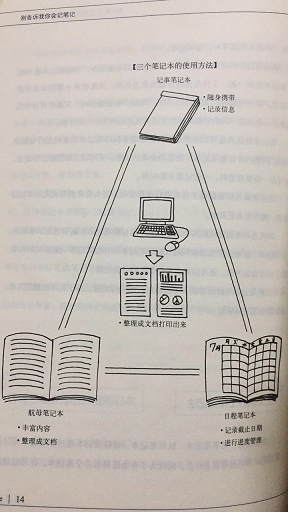 别告诉我你会记笔记
【三个笔记本的使用方法】
记事笔记本
・随身携带
・记录信息
・整理成文档打印出来
7月
航母笔记本
・丰富内容
・整理成文档
日程笔记本
・记录截止日期
・进行进度管理
14